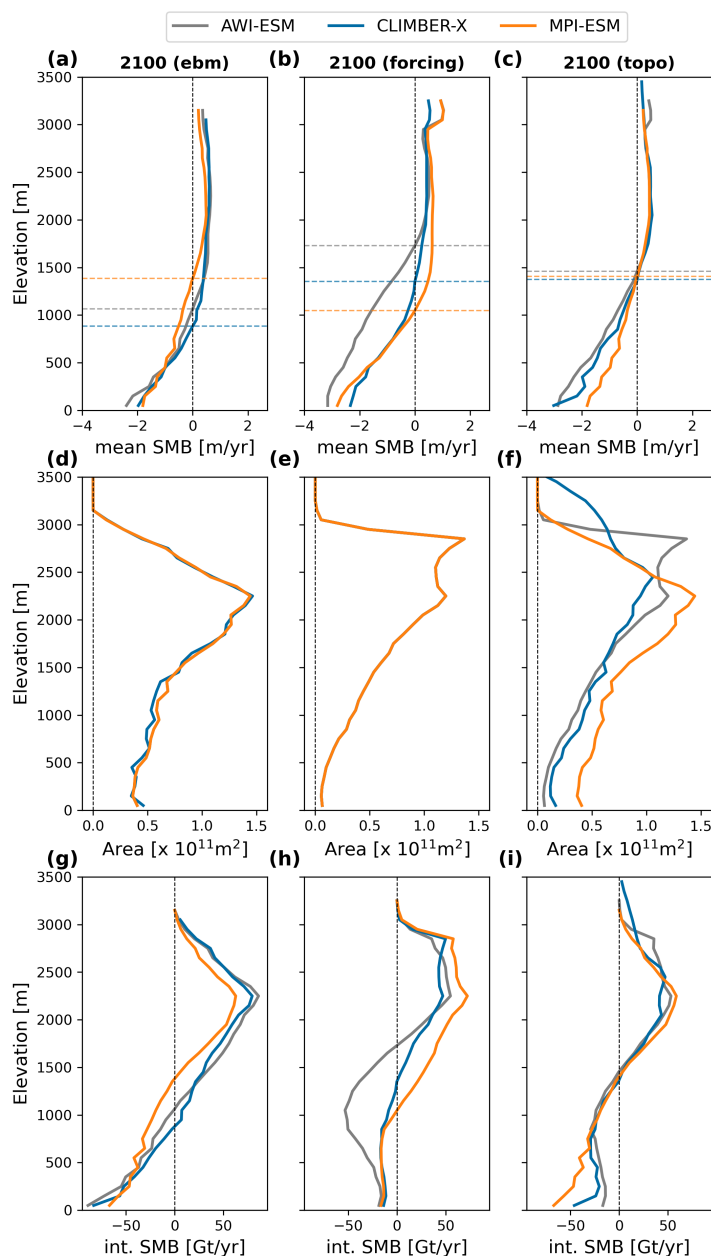 AWI-ESM CLIMBER-X MPI-ESM
(a) (b) (c)
2100 (ebm) 2100 (forcing) 2100 (topo)
3500
3000
2500
2000
1500
1000
500
0
Elevation [m]
−4 −2 0 2 −4 −2 0 2 −4 −2 0 2
mean SMB [m/yr] mean SMB [m/yr] mean SMB [m/yr]
(d) (e) (f)
3500
3000
2500
2000
1500
1000
500
0
Elevation [m]
0.0 0.5 1.0 1.5 0.0 0.5 1.0 1.5 0.0 0.5 1.0 1.5
Area [x 10¹¹m²] Area [x 10¹¹m²] Area [x 10¹¹m²]
(g) (h) (i)
3500
3000
2500
2000
1500
1000
500
0
Elevation [m]
−50 0 50 −50 0 50 −50 0 50
int. SMB [Gt/yr] int. SMB [Gt/yr] int. SMB [Gt/yr]